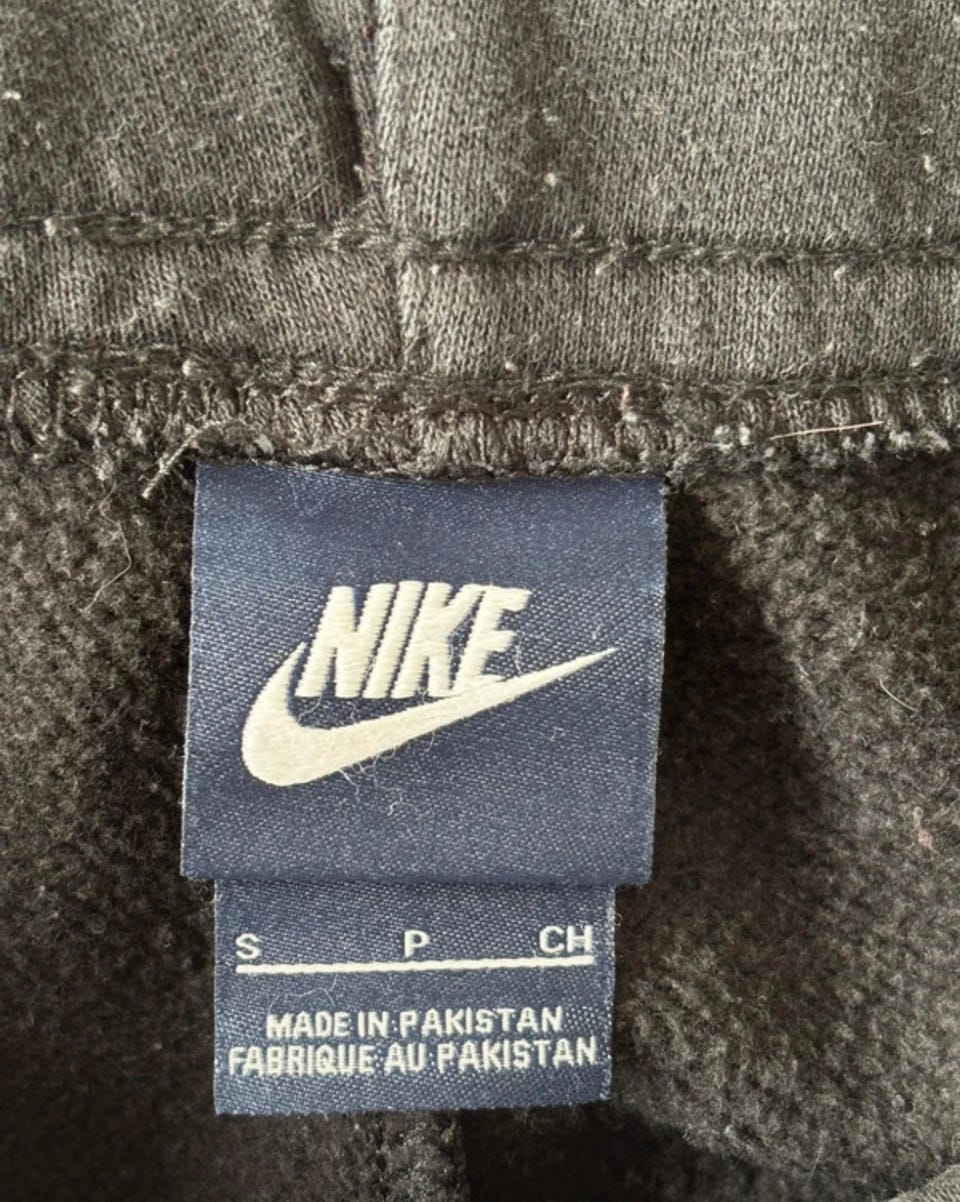 NIKE
S P CH
MADE IN PAKISTAN
FABRIQUE AU PAKISTAN